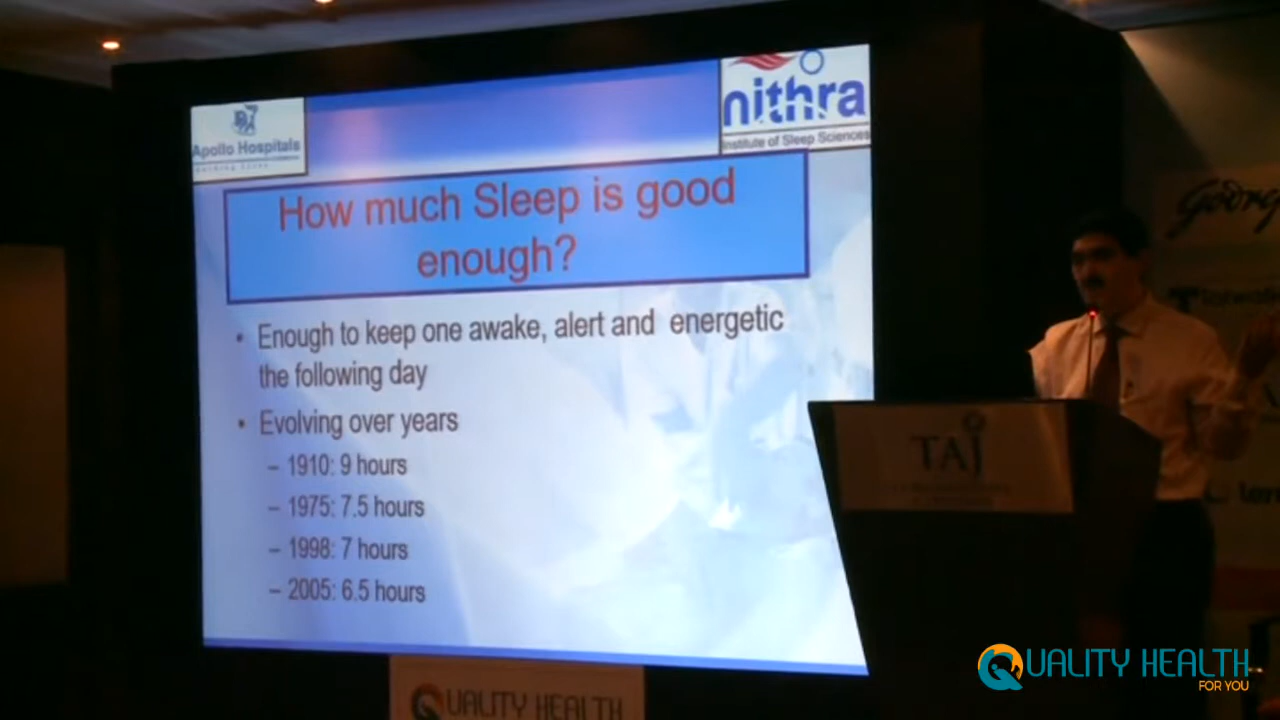 Apollo Hospitals
nithra
Institute of Sleep Sciences
How much Sleep is good
enough?
• Enough to keep one awake, alert and energetic
the following day
• Evolving over years
– 1910: 9 hours
– 1975: 7.5 hours
– 1998: 7 hours
– 2005: 6.5 hours
TAJ
QUALITY HEALTH
QUALITY HEALTH
FOR YOU